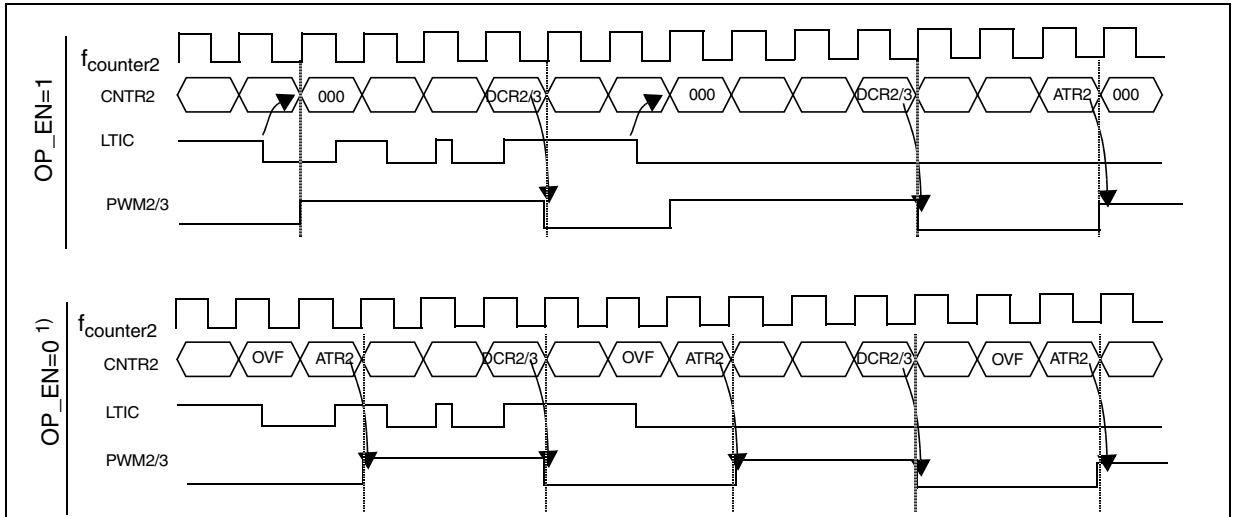 OP_EN=1
fcounter2
CNTR2 000 DCR2/3 000 DCR2/3 ATR2 000
LTIC
PWM2/3
OP_EN=0 1)
fcounter2
CNTR2 OVF ATR2 DCR2/3 OVF ATR2 DCR2/3 OVF ATR2
LTIC
PWM2/3